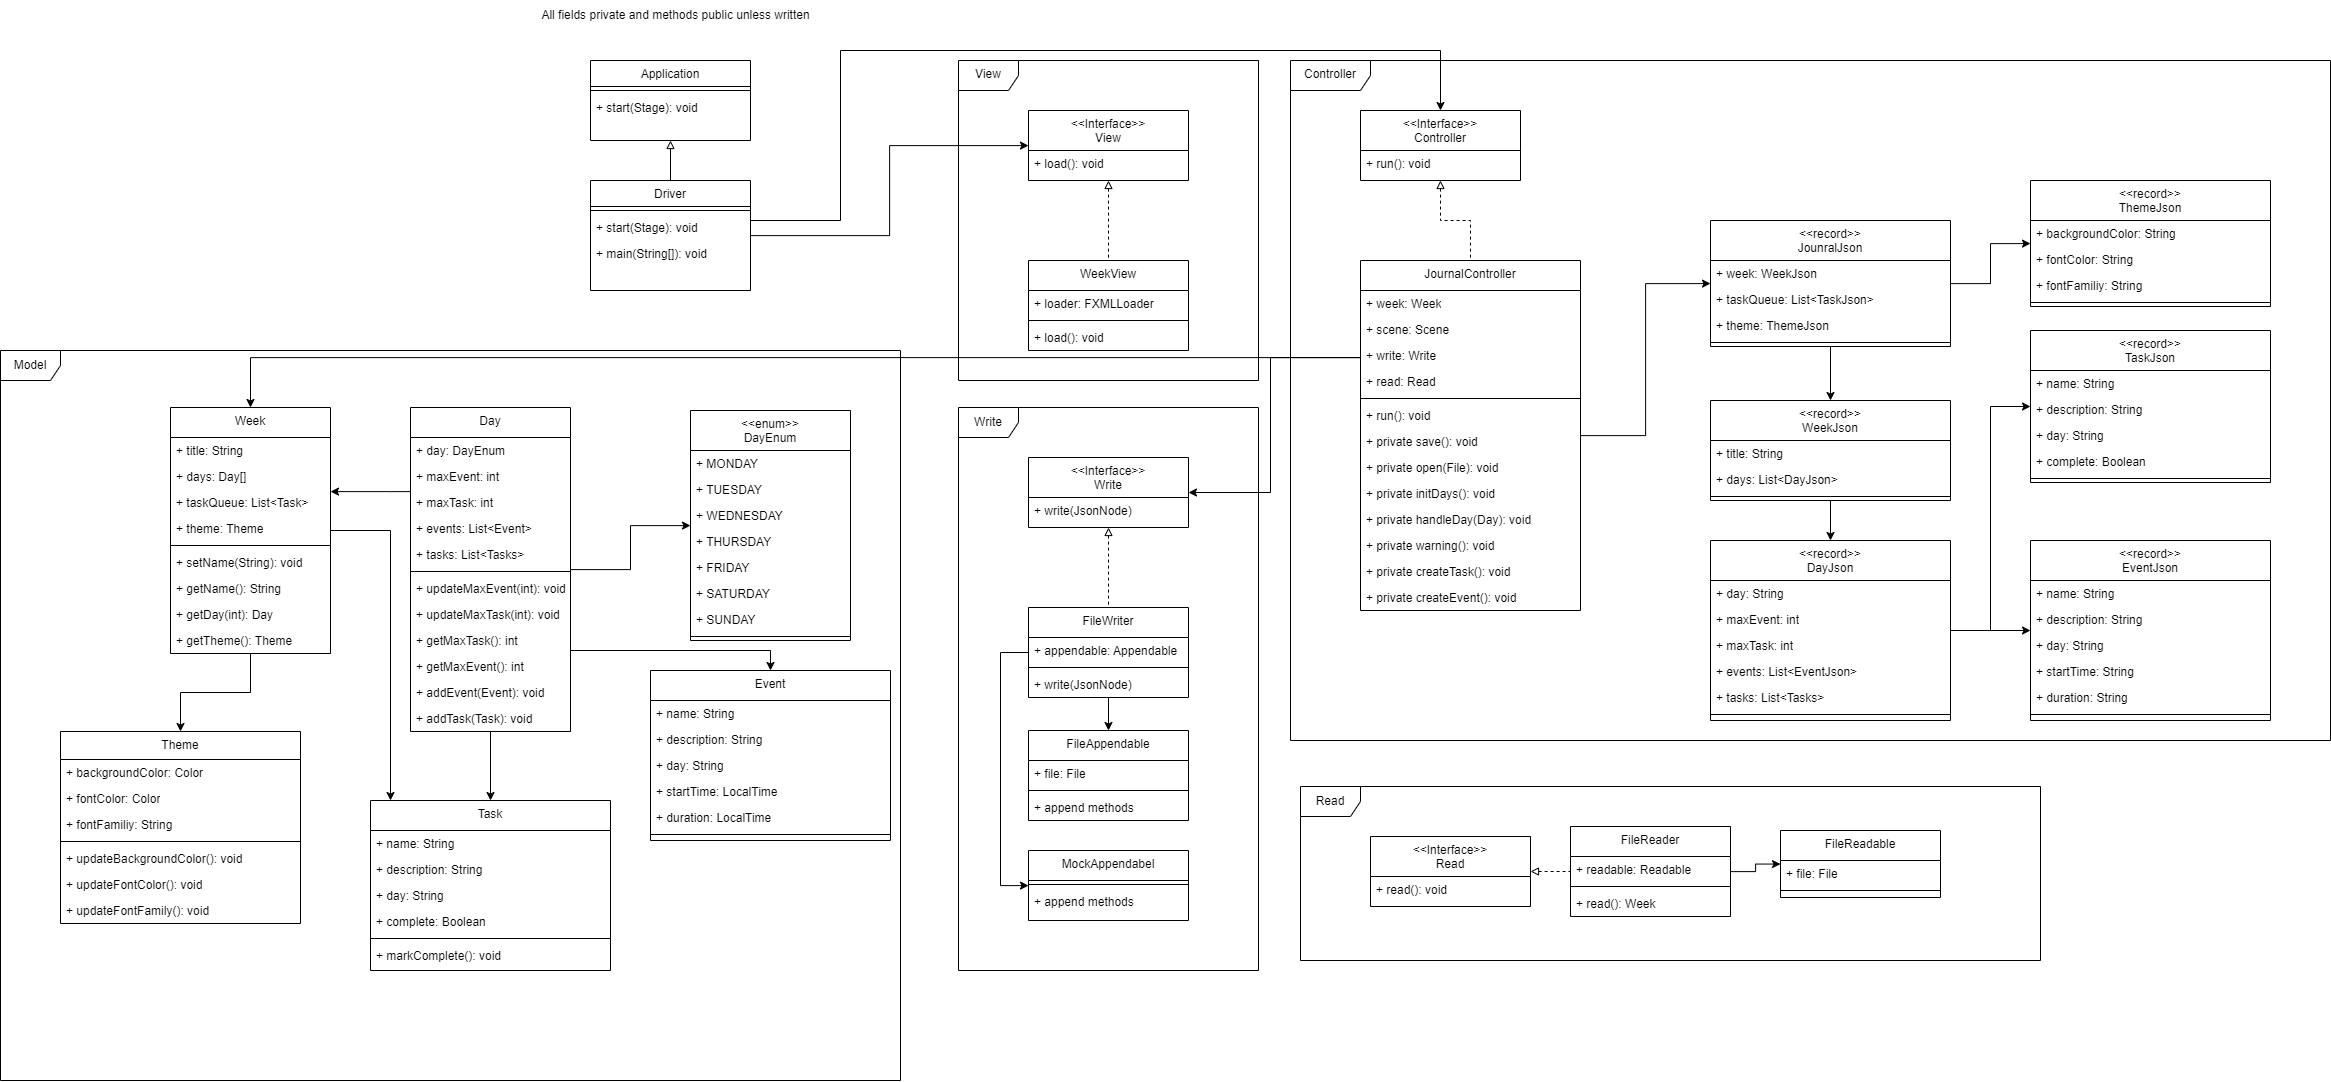 All fields private and methods public unless written
Application
+ start(Stage): void
Driver
+ start(Stage): void
+ main(String[]): void
View
<<Interface>>
View
+ load(): void
WeekView
+ loader: FXMLLoader
+ load(): void
Controller
<<Interface>>
Controller
+ run(): void
JournalController
+ week: Week
+ scene: Scene
+ write: Write
+ read: Read
+ run(): void
+ private save(): void
+ private open(File): void
+ private initDays(): void
+ private handleDay(Day): void
+ private warning(): void
+ private createTask(): void
+ private createEvent(): void
<<record>>
JounralJson
+ week: WeekJson
+ taskQueue: List<TaskJson>
+ theme: ThemeJson
<<record>>
WeekJson
+ title: String
+ days: List<DayJson>
<<record>>
DayJson
+ day: String
+ maxEvent: int
+ maxTask: int
+ events: List<EventJson>
+ tasks: List<Tasks>
<<record>>
ThemeJson
+ backgroundColor: String
+ fontColor: String
+ fontFamiliy: String
<<record>>
TaskJson
+ name: String
+ description: String
+ day: String
+ complete: Boolean
<<record>>
EventJson
+ name: String
+ description: String
+ day: String
+ startTime: String
+ duration: String
Model
Week
+ title: String
+ days: Day[]
+ taskQueue: List<Task>
+ theme: Theme
+ setName(String): void
+ getName(): String
+ getDay(int): Day
+ getTheme(): Theme
Day
+ day: DayEnum
+ maxEvent: int
+ maxTask: int
+ events: List<Event>
+ tasks: List<Tasks>
+ updateMaxEvent(int): void
+ updateMaxTask(int): void
+ getMaxTask(): int
+ getMaxEvent(): int
+ addEvent(Event): void
+ addTask(Task): void
<<enum>>
DayEnum
+ MONDAY
+ TUESDAY
+ WEDNESDAY
+ THURSDAY
+ FRIDAY
+ SATURDAY
+ SUNDAY
Event
+ name: String
+ description: String
+ day: String
+ startTime: LocalTime
+ duration: LocalTime
Theme
+ backgroundColor: Color
+ fontColor: Color
+ fontFamiliy: String
+ updateBackgroundColor(): void
+ updateFontColor(): void
+ updateFontFamily(): void
Task
+ name: String
+ description: String
+ day: String
+ complete: Boolean
+ markComplete(): void
Write
<<Interface>>
Write
+ write(JsonNode)
FileWriter
+ appendable: Appendable
+ write(JsonNode)
FileAppendable
+ file: File
+ append methods
MockAppendabel
+ append methods
Read
<<Interface>>
Read
+ read(): void
FileReader
+ readable: Readable
+ read(): Week
FileReadable
+ file: File